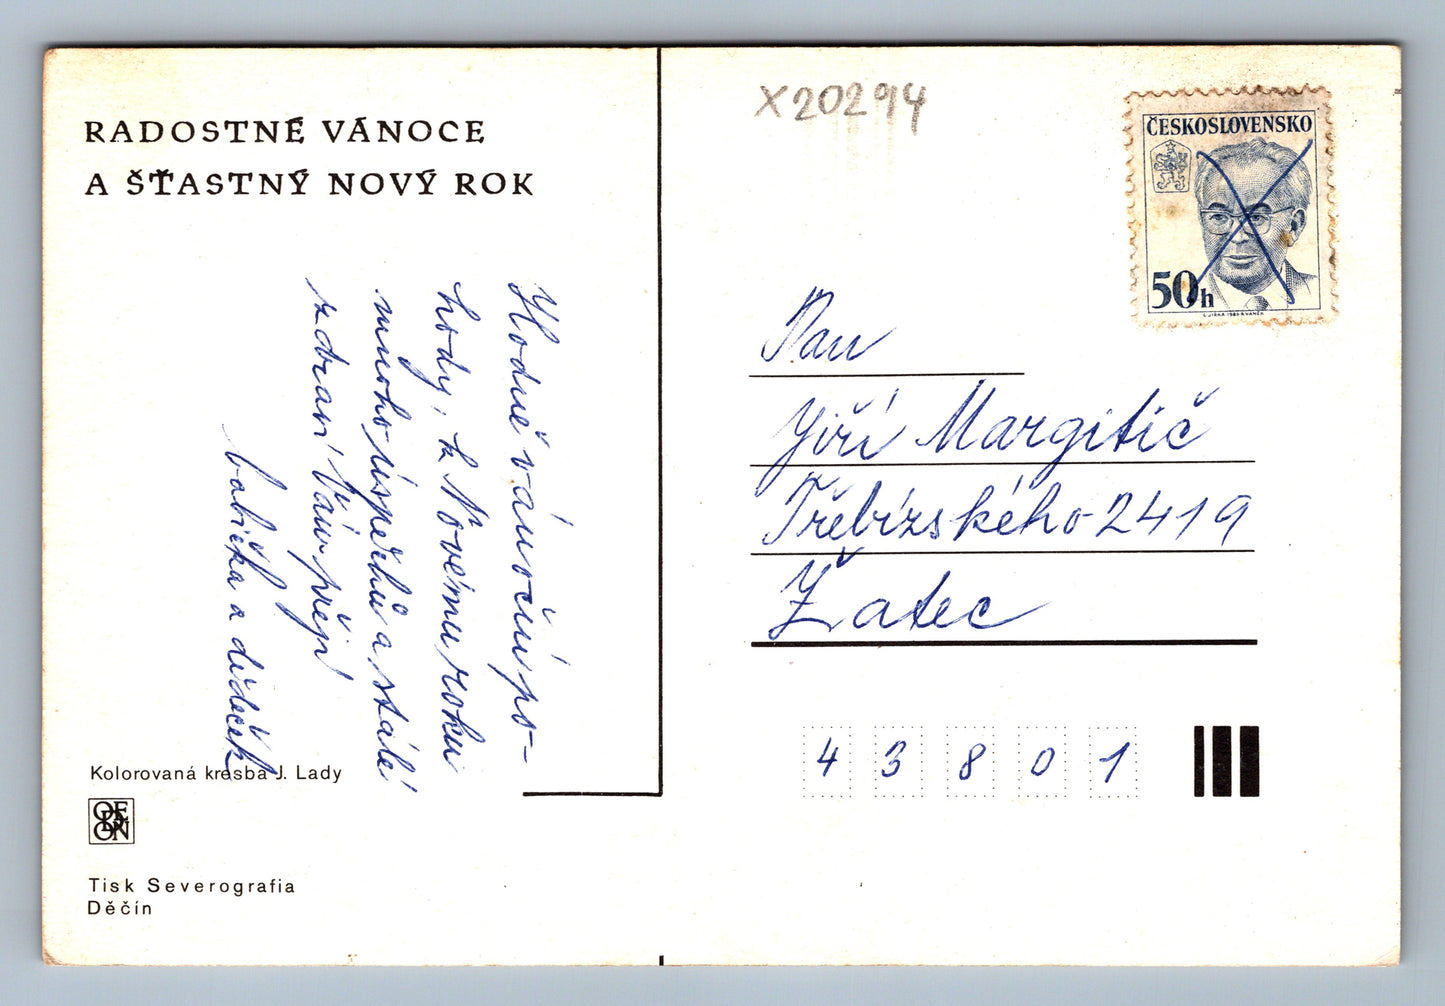 RADOSTNÉ VÁNOCE
A ŠŤASTNÝ NOVÝ ROK
Hodně vánoční po-
hody, k Novému roku
mnoho úspěchů a stálé
zdraví Vám přejí
babička a dědeček
Kolorovaná kresba J. Lady
ODEON
Tisk Severografia
Děčín
X20294
ČESKOSLOVENSKO
50h
Pan
Jiří Margitič
Třebízského 2419
Žatec
4 3 8 0 1